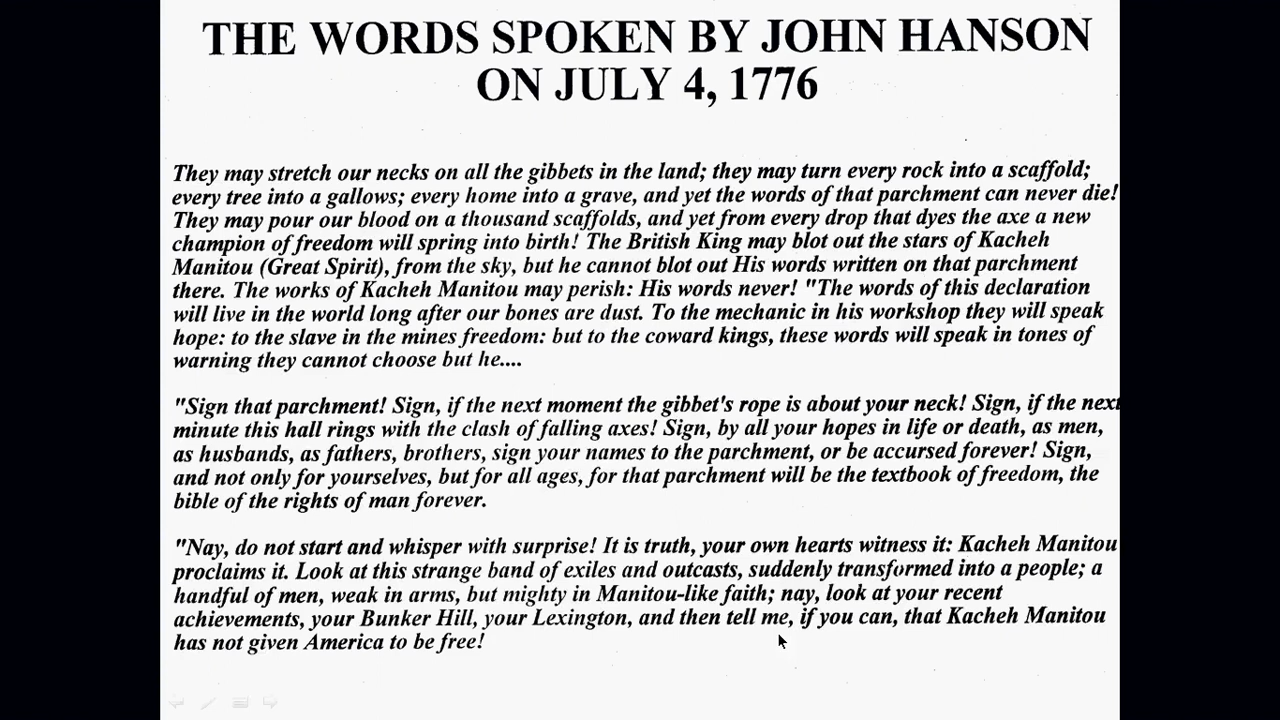 THE WORDS SPOKEN BY JOHN HANSON
ON JULY 4, 1776
They may stretch our necks on all the gibbets in the land; they may turn every rock into a scaffold;
every tree into a gallows; every home into a grave, and yet the words of that parchment can never die!
They may pour our blood on a thousand scaffolds, and yet from every drop that dyes the axe a new
champion of freedom will spring into birth! The British King may blot out the stars of Kacheh
Manitou (Great Spirit), from the sky, but he cannot blot out His words written on that parchment
there. The works of Kacheh Manitou may perish: His words never! "The words of this declaration
will live in the world long after our bones are dust. To the mechanic in his workshop they will speak
hope: to the slave in the mines freedom: but to the coward kings, these words will speak in tones of
warning they cannot choose but he....
"Sign that parchment! Sign, if the next moment the gibbet's rope is about your neck! Sign, if the next
minute this hall rings with the clash of falling axes! Sign, by all your hopes in life or death, as men,
as husbands, as fathers, brothers, sign your names to the parchment, or be accursed forever! Sign,
and not only for yourselves, but for all ages, for that parchment will be the textbook of freedom, the
bible of the rights of man forever.
"Nay, do not start and whisper with surprise! It is truth, your own hearts witness it: Kacheh Manitou
proclaims it. Look at this strange band of exiles and outcasts, suddenly transformed into a people; a
handful of men, weak in arms, but mighty in Manitou-like faith; nay, look at your recent
achievements, your Bunker Hill, your Lexington, and then tell me, if you can, that Kacheh Manitou
has not given America to be free!